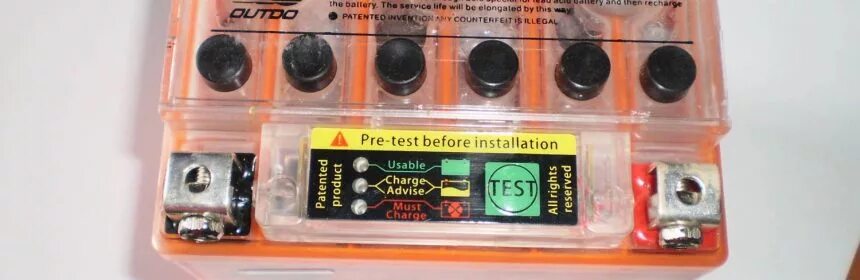 the battery. The service life will be elongated by this way
PATENTED INVENTION ANY COUNTERFEIT IS ILLEGAL
OUTDO
Pre-test before installation
Patented
product
Usable
Charge
Advise
Must
Charge
TEST
All rights
reserved